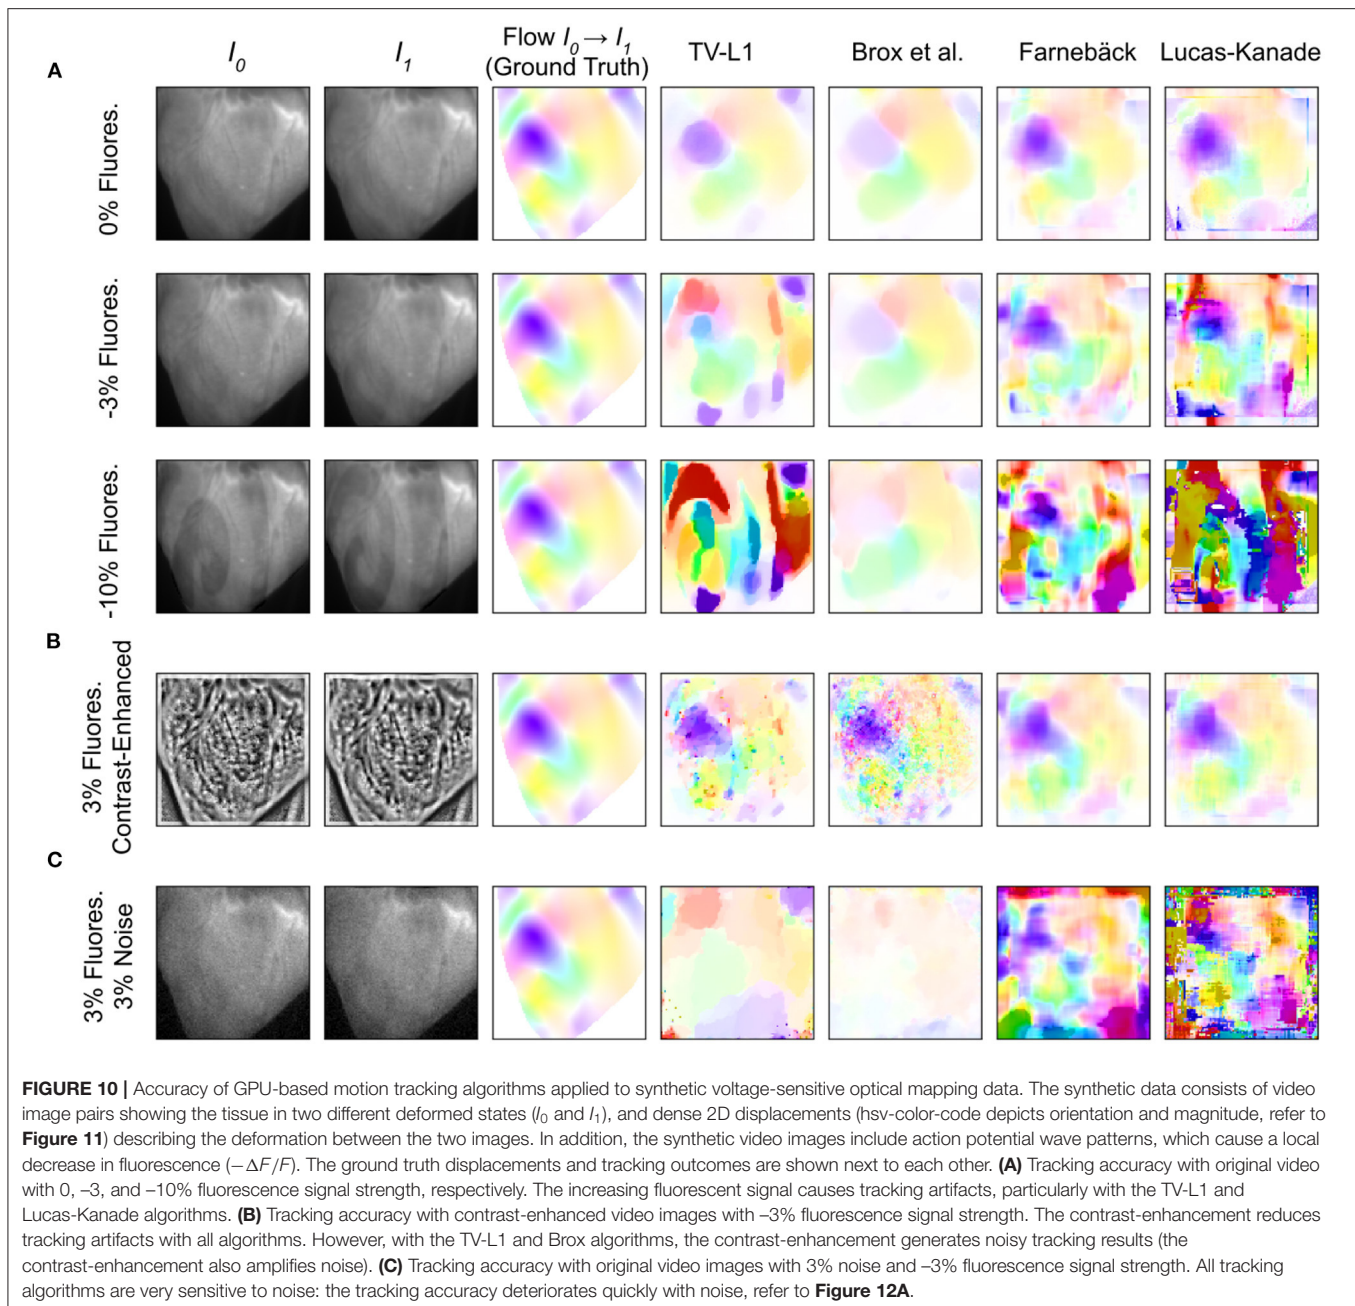 I0 I1 Flow I0 → I1 (Ground Truth) TV-L1 Brox et al. Farnebäck Lucas-Kanade
A
0% Fluores.
-3% Fluores.
-10% Fluores.
B
3% Fluores.
Contrast-Enhanced
C
3% Fluores.
3% Noise
FIGURE 10 | Accuracy of GPU-based motion tracking algorithms applied to synthetic voltage-sensitive optical mapping data. The synthetic data consists of video
image pairs showing the tissue in two different deformed states (I0 and I1), and dense 2D displacements (hsv-color-code depicts orientation and magnitude, refer to
Figure 11) describing the deformation between the two images. In addition, the synthetic video images include action potential wave patterns, which cause a local
decrease in fluorescence (−ΔF/F). The ground truth displacements and tracking outcomes are shown next to each other. (A) Tracking accuracy with original video
with 0, –3, and –10% fluorescence signal strength, respectively. The increasing fluorescent signal causes tracking artifacts, particularly with the TV-L1 and
Lucas-Kanade algorithms. (B) Tracking accuracy with contrast-enhanced video images with –3% fluorescence signal strength. The contrast-enhancement reduces
tracking artifacts with all algorithms. However, with the TV-L1 and Brox algorithms, the contrast-enhancement generates noisy tracking results (the
contrast-enhancement also amplifies noise). (C) Tracking accuracy with original video images with 3% noise and –3% fluorescence signal strength. All tracking
algorithms are very sensitive to noise: the tracking accuracy deteriorates quickly with noise, refer to Figure 12A.